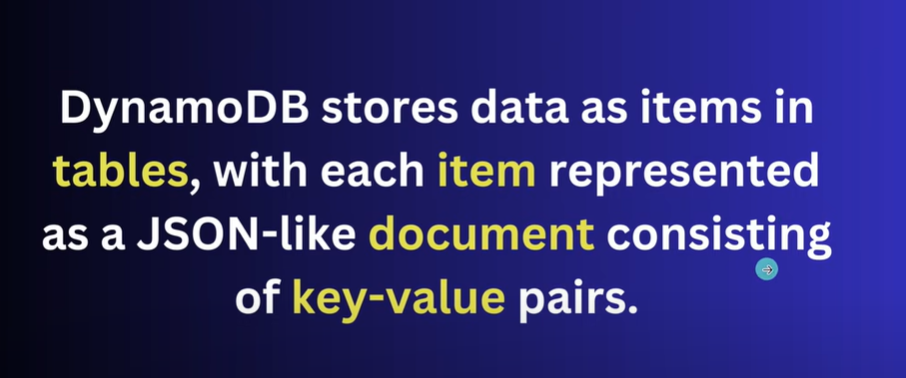 DynamoDB stores data as items in
tables, with each item represented
as a JSON-like document consisting
of key-value pairs.